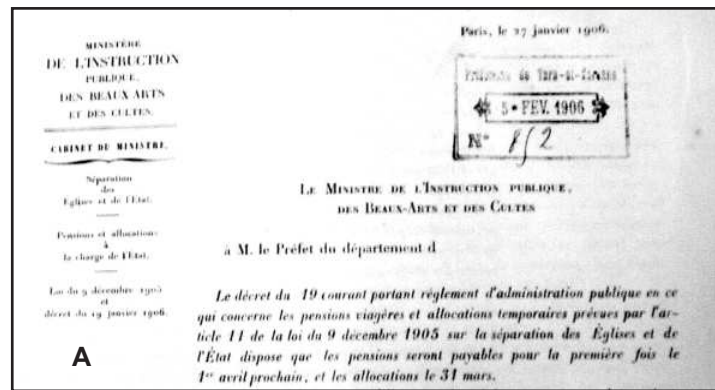 MINISTÈRE
DE L'INSTRUCTION
PUBLIQUE,
DES BEAUX-ARTS
ET DES CULTES.
CABINET DU MINISTRE.
Séparation
des
Églises et de l'État.
Pensions et allocations
à
la charge de l'État.
Loi du 9 décembre 1905
et
décret du 19 janvier 1906.
A
Paris, le 27 janvier 1906.
Préfecture de Tarn-et-Garonne
5 FEV. 1906
N° 852
LE MINISTRE DE L'INSTRUCTION PUBLIQUE,
DES BEAUX-ARTS ET DES CULTES
à M. le Préfet du département d
Le décret du 19 courant portant règlement d'administration publique en ce
qui concerne les pensions viagères et allocations temporaires prévues par l'ar-
ticle 11 de la loi du 9 décembre 1905 sur la séparation des Églises et de
l'État dispose que les pensions seront payables pour la première fois le
1er avril prochain, et les allocations le 31 mars.